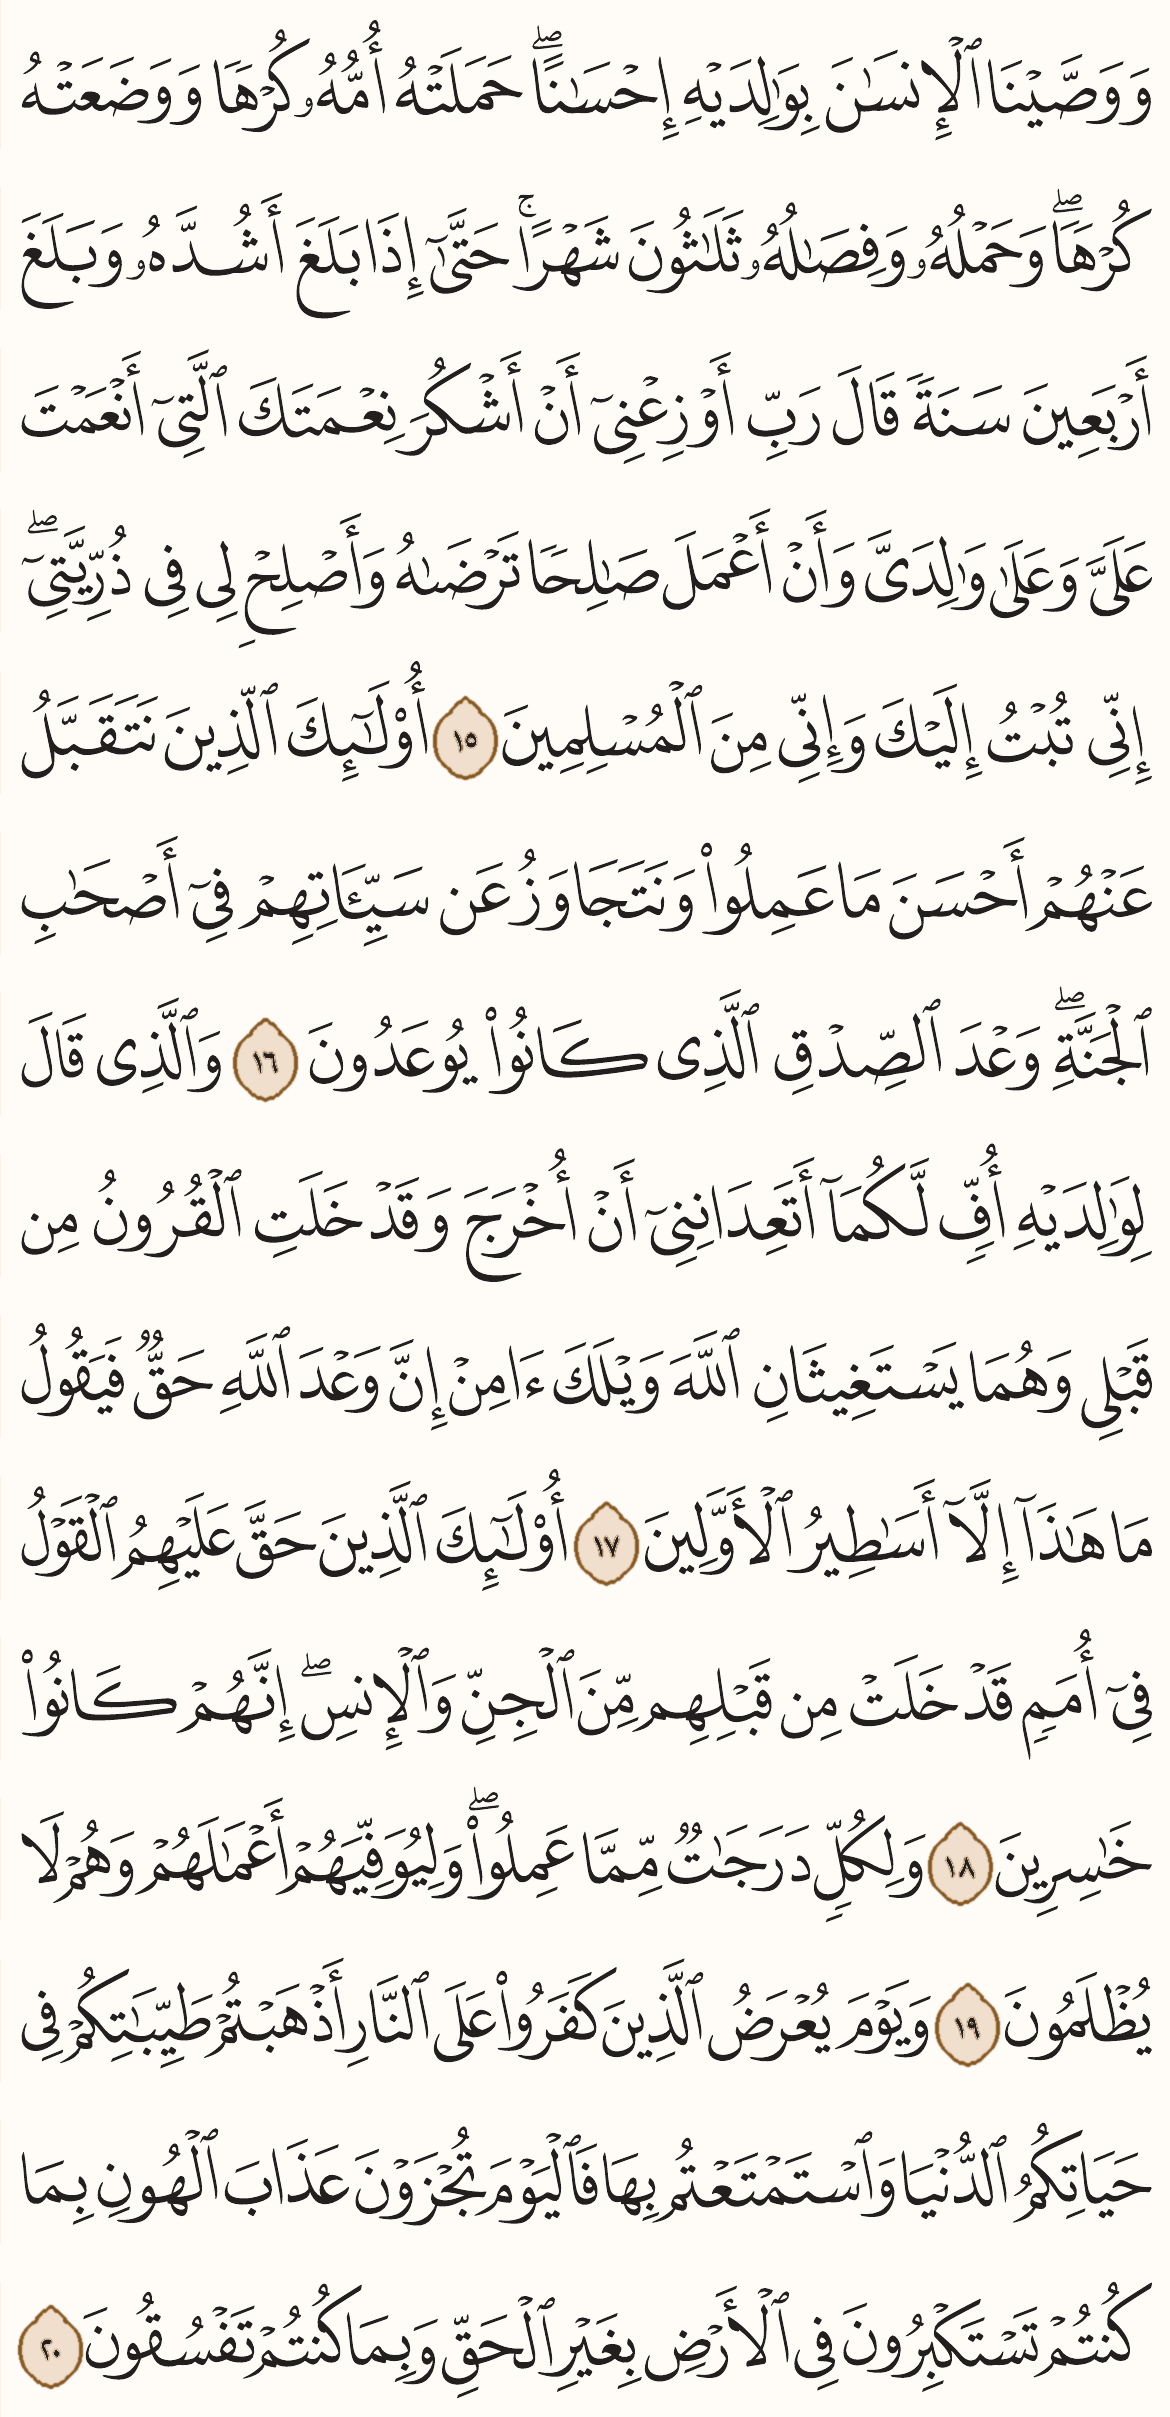 وَوَصَّيۡنَا ٱلۡإِنسَٰنَ بِوَٰلِدَيۡهِ إِحۡسَٰنًاۖ حَمَلَتۡهُ أُمُّهُۥ كُرۡهٗا وَوَضَعَتۡهُ
كُرۡهٗاۖ وَحَمۡلُهُۥ وَفِصَٰلُهُۥ ثَلَٰثُونَ شَهۡرًاۚ حَتَّىٰٓ إِذَا بَلَغَ أَشُدَّهُۥ وَبَلَغَ
أَرۡبَعِينَ سَنَةٗ قَالَ رَبِّ أَوۡزِعۡنِيٓ أَنۡ أَشۡكُرَ نِعۡمَتَكَ ٱلَّتِيٓ أَنۡعَمۡتَ
عَلَيَّ وَعَلَىٰ وَٰلِدَيَّ وَأَنۡ أَعۡمَلَ صَٰلِحٗا تَرۡضَىٰهُ وَأَصۡلِحۡ لِي فِي ذُرِّيَّتِيٓۖ
إِنِّي تُبۡتُ إِلَيۡكَ وَإِنِّي مِنَ ٱلۡمُسۡلِمِينَ ١٥ أُوْلَٰٓئِكَ ٱلَّذِينَ نَتَقَبَّلُ
عَنۡهُمۡ أَحۡسَنَ مَا عَمِلُواْ وَنَتَجَاوَزُ عَن سَيِّـَٔاتِهِمۡ فِيٓ أَصۡحَٰبِ
ٱلۡجَنَّةِۖ وَعۡدَ ٱلصِّدۡقِ ٱلَّذِي كَانُواْ يُوعَدُونَ ١٦ وَٱلَّذِي قَالَ
لِوَٰلِدَيۡهِ أُفّٖ لَّكُمَآ أَتَعِدَانِنِيٓ أَنۡ أُخۡرَجَ وَقَدۡ خَلَتِ ٱلۡقُرُونُ مِن
قَبۡلِي وَهُمَا يَسۡتَغِيثَانِ ٱللَّهَ وَيۡلَكَ ءَامِنۡ إِنَّ وَعۡدَ ٱللَّهِ حَقّٞ فَيَقُولُ
مَا هَٰذَآ إِلَّآ أَسَٰطِيرُ ٱلۡأَوَّلِينَ ١٧ أُوْلَٰٓئِكَ ٱلَّذِينَ حَقَّ عَلَيۡهِمُ ٱلۡقَوۡلُ
فِيٓ أُمَمٖ قَدۡ خَلَتۡ مِن قَبۡلِهِم مِّنَ ٱلۡجِنِّ وَٱلۡإِنسِۖ إِنَّهُمۡ كَانُواْ
خَٰسِرِينَ ١٨ وَلِكُلّٖ دَرَجَٰتٞ مِّمَّا عَمِلُواْۖ وَلِيُوَفِّيَهُمۡ أَعۡمَٰلَهُمۡ وَهُمۡ لَا
يُظۡلَمُونَ ١٩ وَيَوۡمَ يُعۡرَضُ ٱلَّذِينَ كَفَرُواْ عَلَى ٱلنَّارِ أَذۡهَبۡتُمۡ طَيِّبَٰتِكُمۡ فِي
حَيَاتِكُمُ ٱلدُّنۡيَا وَٱسۡتَمۡتَعۡتُم بِهَا فَٱلۡيَوۡمَ تُجۡزَوۡنَ عَذَابَ ٱلۡهُونِ بِمَا
كُنتُمۡ تَسۡتَكۡبِرُونَ فِي ٱلۡأَرۡضِ بِغَيۡرِ ٱلۡحَقِّ وَبِمَا كُنتُمۡ تَفۡسُقُونَ ٢٠